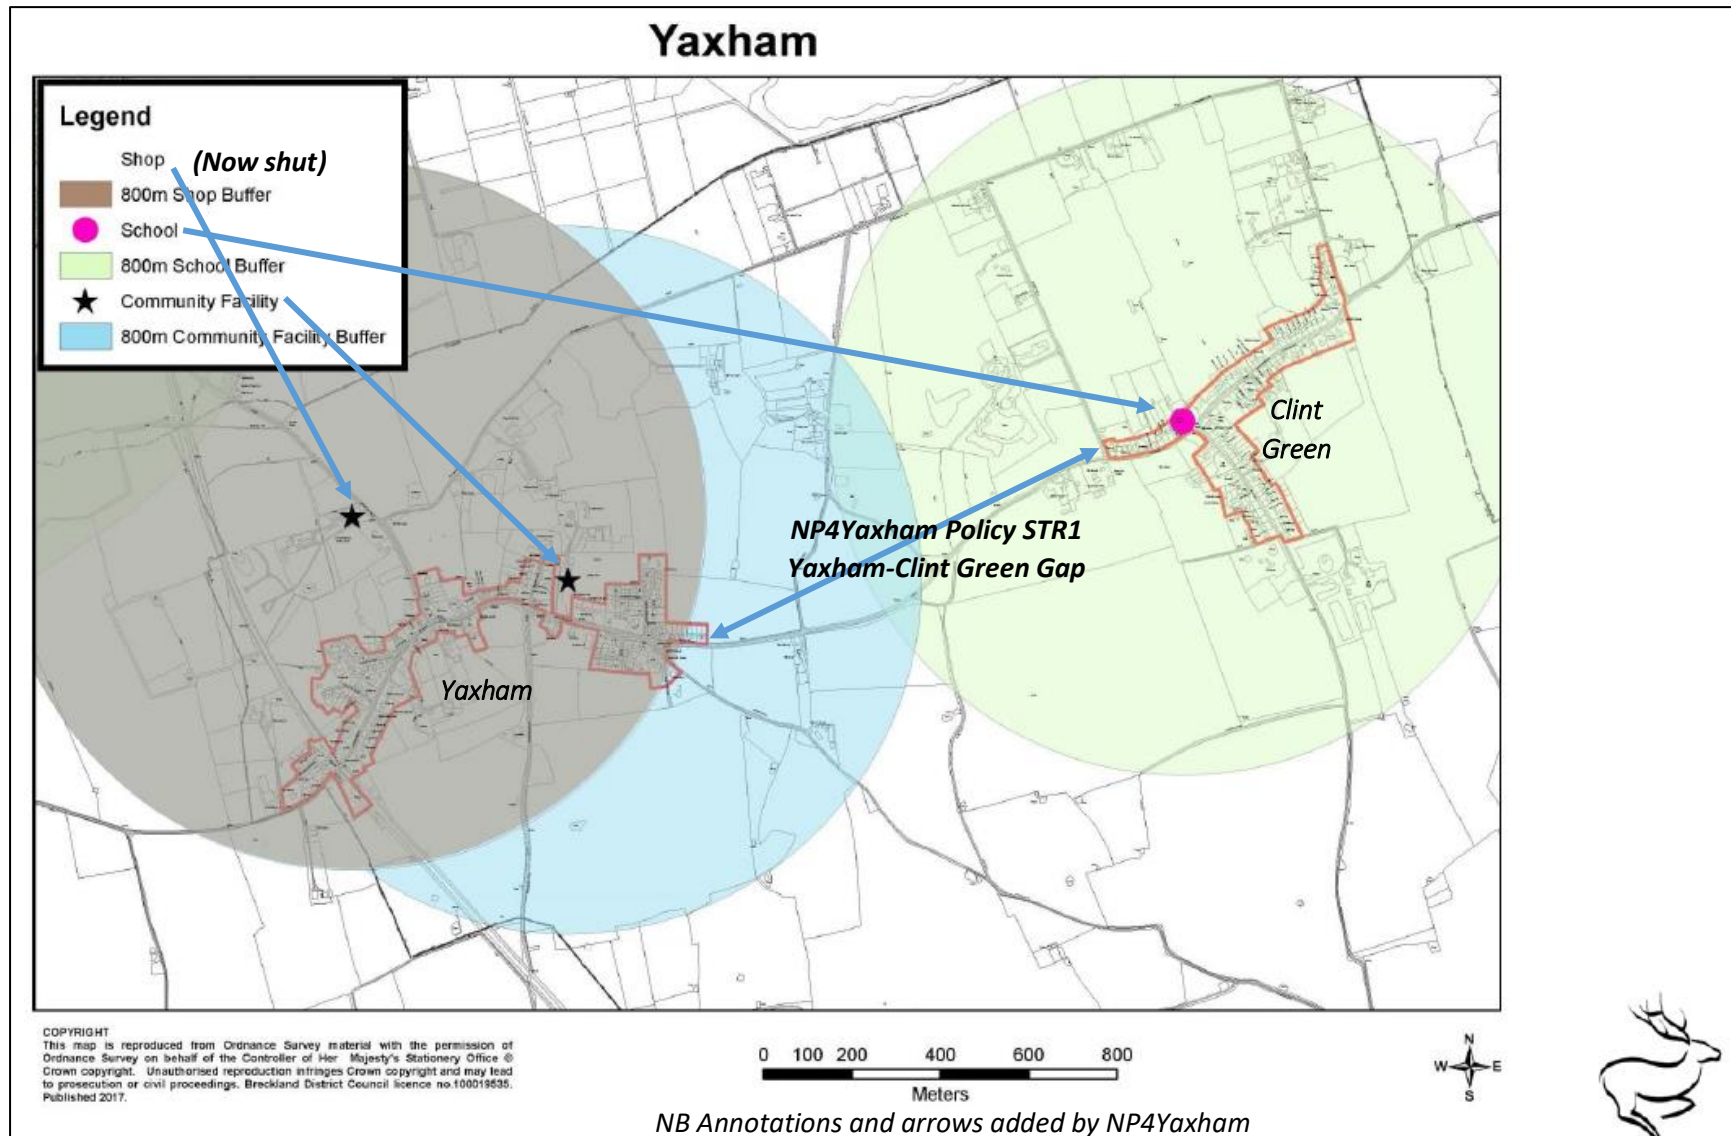 Yaxham
Legend
Shop
(Now shut)
800m Shop Buffer
School
800m School Buffer
Community Facility
800m Community Facility Buffer
Clint
Green
NP4Yaxham Policy STR1
Yaxham-Clint Green Gap
Yaxham
COPYRIGHT
This map is reproduced from Ordnance Survey material with the permission of
Ordnance Survey on behalf of the Controller of Her Majesty's Stationery Office ©
Crown copyright. Unauthorised reproduction infringes Crown copyright and may lead
to prosecution or civil proceedings. Breckland District Council licence no.100019535.
Published 2017.
0 100 200 400 600 800
Meters
N
W E
S
NB Annotations and arrows added by NP4Yaxham